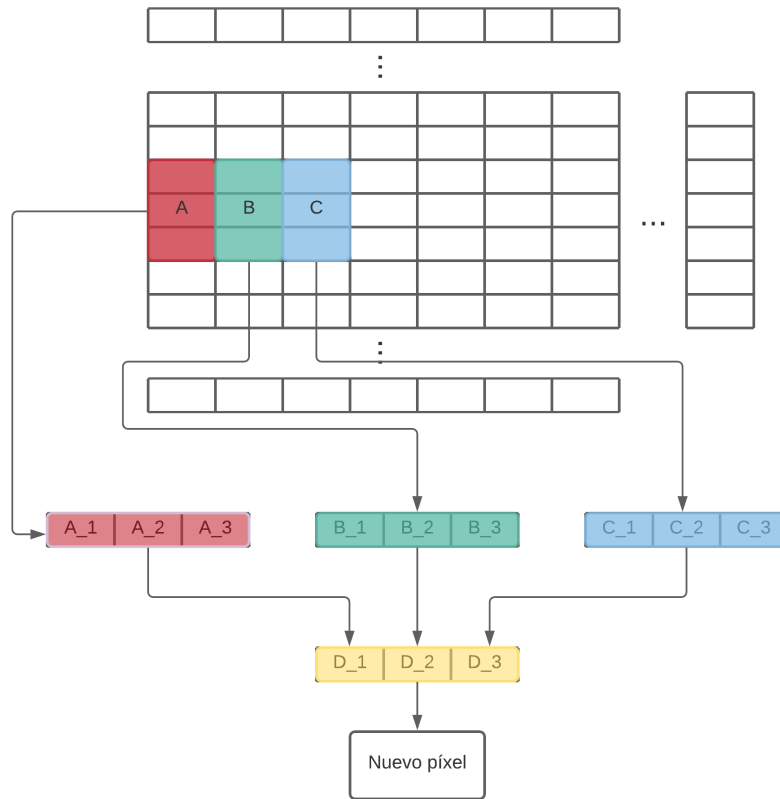 ⋮
A B C
...
⋮
A_1 A_2 A_3 B_1 B_2 B_3 C_1 C_2 C_3
D_1 D_2 D_3
Nuevo píxel